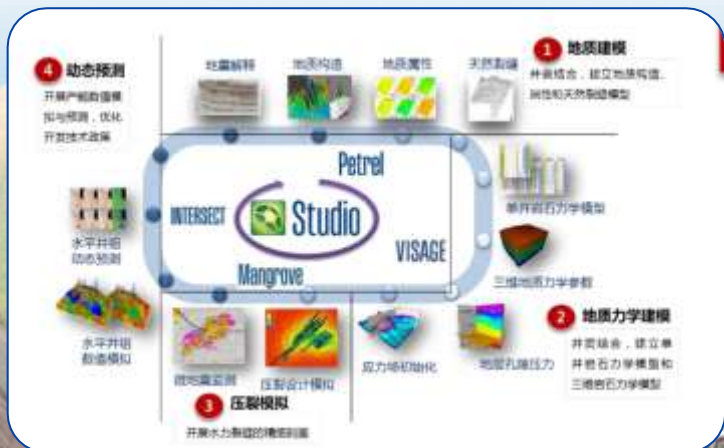 4 动态预测
开展产能数值模
拟与预测，优化
开发技术政策
地震解释
地质构造
地质属性
天然裂缝
1 地质建模
井震结合，建立地质构造、
属性和天然裂缝模型
Petrel
INTERSECT
Studio
VISAGE
Mangrove
单井岩石力学模型
三维地质力学参数
水平井组
动态预测
水平井组
数值模拟
微地震监测
压裂设计模拟
应力场初始化
地层孔隙压力
2 地质力学建模
井震结合，建立单
井岩石力学模型和
三维岩石力学模型
3 压裂模拟
开展水力裂缝的精细刻画